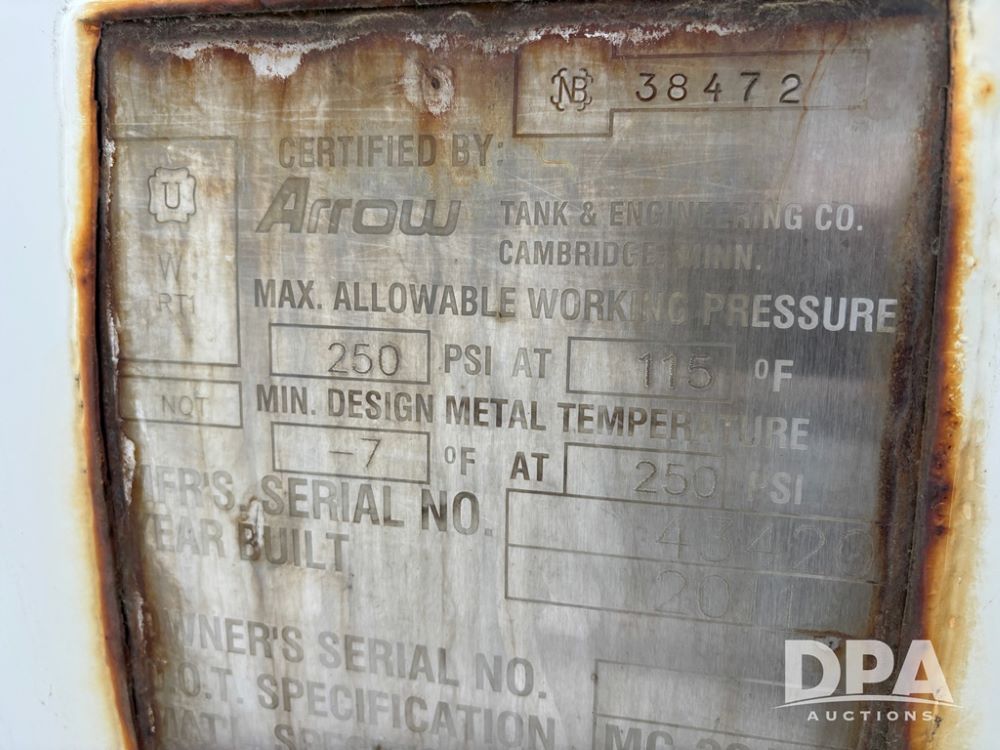 NB 38472
CERTIFIED BY:
U
Arrow TANK & ENGINEERING CO.
CAMBRIDGE, MINN.
W
RT1
MAX. ALLOWABLE WORKING PRESSURE
250 PSI AT 115 °F
NQT
MIN. DESIGN METAL TEMPERATURE
-7 °F AT 250 PSI
MFR'S. SERIAL NO. 43420
YEAR BUILT
OWNER'S SERIAL NO.
D.O.T. SPECIFICATION
DPA
AUCTIONS